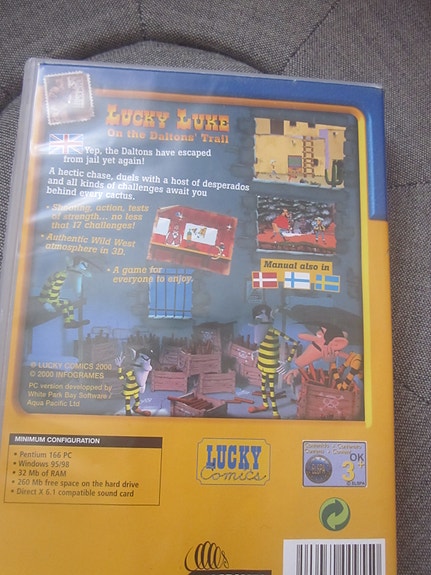 LUCKY LUKE
On the Daltons' Trail
Yep, the Daltons have escaped
from jail yet again!
A hectic chase, duels with a host of desperados
and all kinds of challenges await you
behind every cactus.
• Shooting, action, tests
of strength... no less
that 17 challenges!
• Authentic Wild West
atmosphere in 3D.
• A game for
everyone to enjoy.
Manual also in
© LUCKY COMICS 2000
© 2000 INFOGRAMES
PC version developped by
White Park Bay Software /
Aqua Pacific Ltd
MINIMUM CONFIGURATION
• Pentium 166 PC
• Windows 95/98
• 32 Mb of RAM
• 260 Mb free space on the hard drive
• Direct X 6.1 compatible sound card
LUCKY
Comics
OK
3+
ELSPA